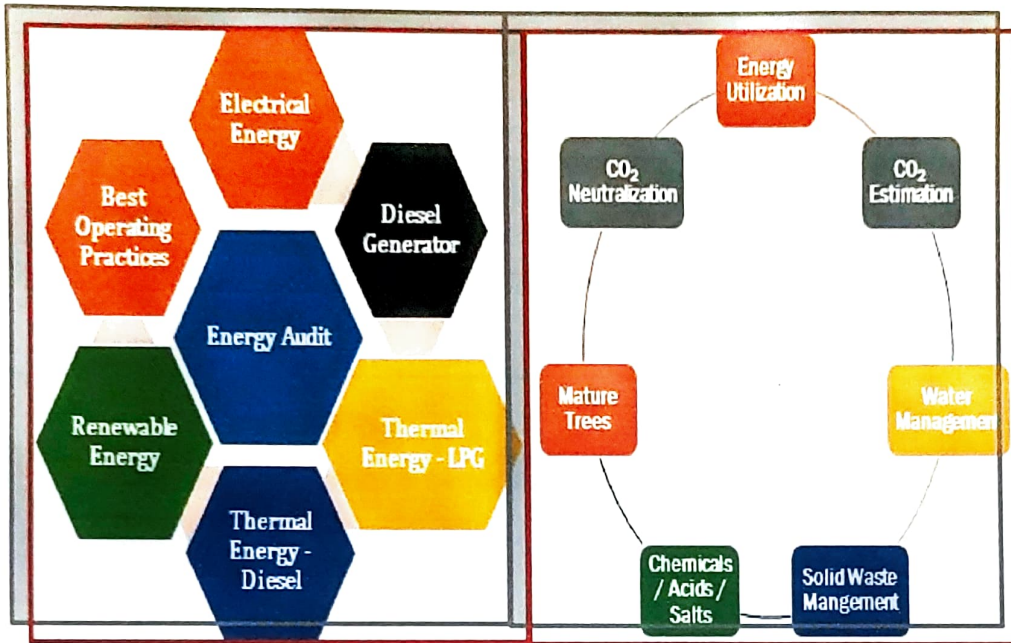 Electrical
Energy
Best
Operating
Practices
Diesel
Generator
Energy Audit
Renewable
Energy
Thermal
Energy - LPG
Thermal
Energy -
Diesel
Energy
Utilization
CO₂
Neutralization
CO₂
Estimation
Mature
Trees
Water
Management
Chemicals
/ Acids /
Salts
Solid Waste
Mangement